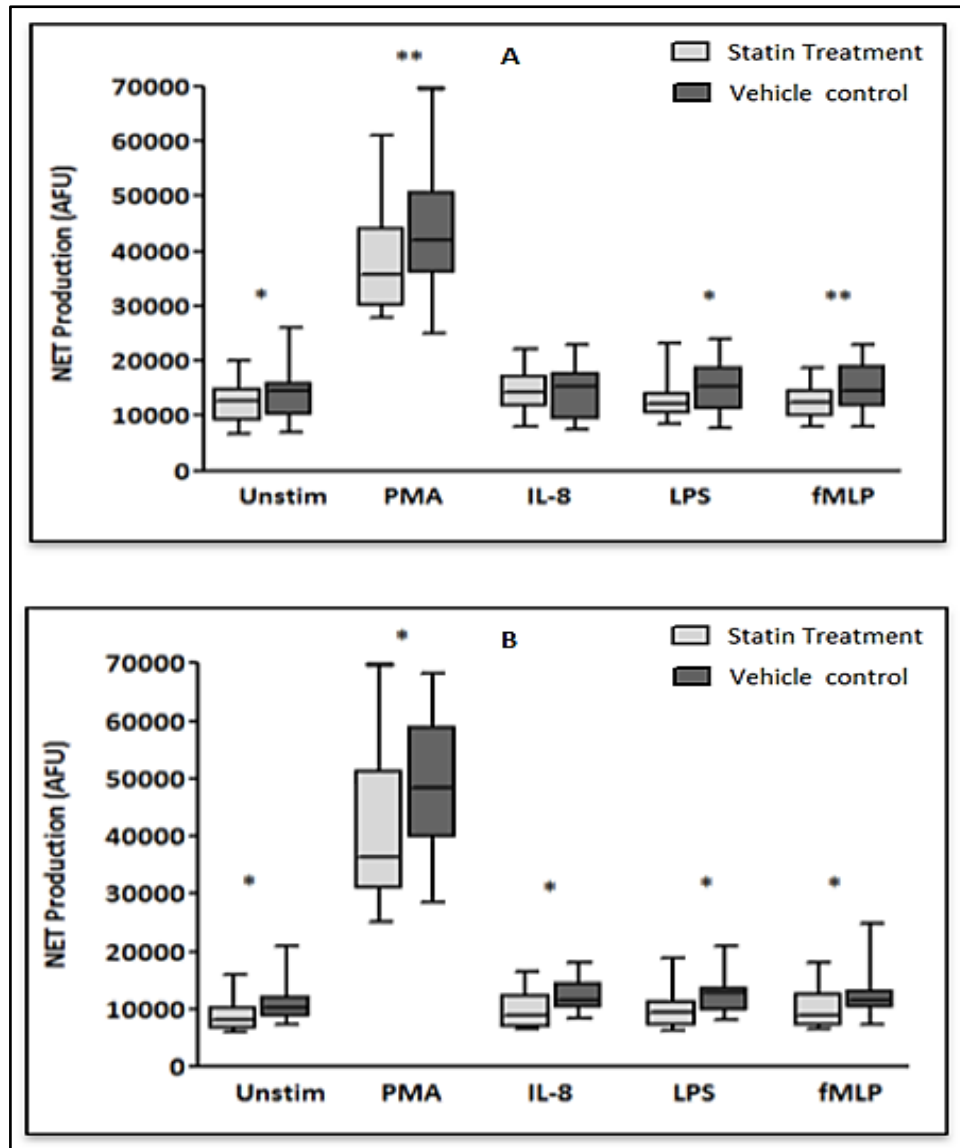 **
A
Statin Treatment
Vehicle control
70000
60000
50000
40000
30000
20000
10000
0
NET Production (AFU)
*
*
**
Unstim PMA IL-8 LPS fMLP
*
B
Statin Treatment
Vehicle control
70000
60000
50000
40000
30000
20000
10000
0
NET Production (AFU)
*
*
*
*
Unstim PMA IL-8 LPS fMLP